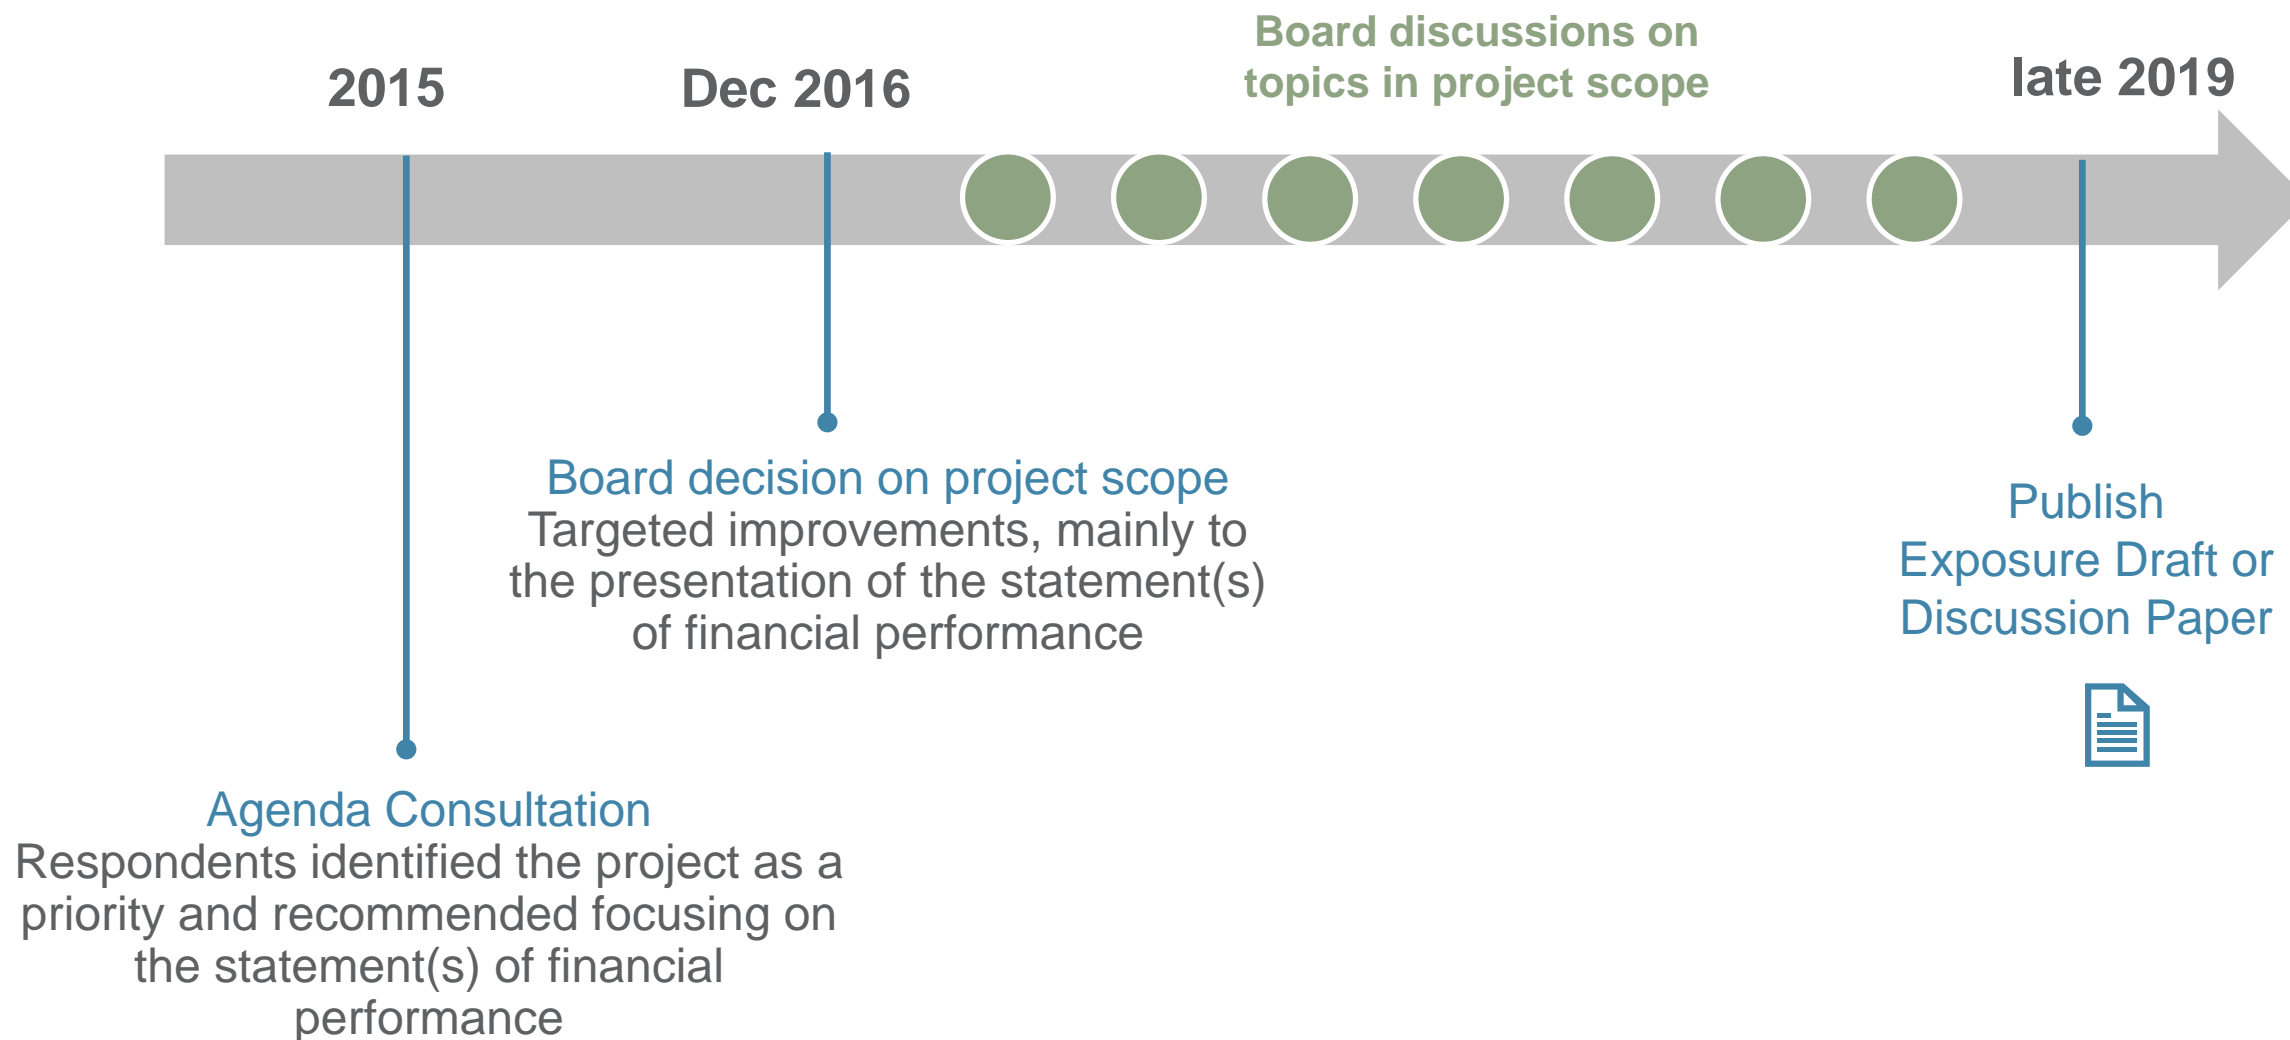 2015
Dec 2016
Board discussions on
topics in project scope
late 2019
Board decision on project scope
Targeted improvements, mainly to
the presentation of the statement(s)
of financial performance
Publish
Exposure Draft or
Discussion Paper
Agenda Consultation
Respondents identified the project as a
priority and recommended focusing on
the statement(s) of financial
performance